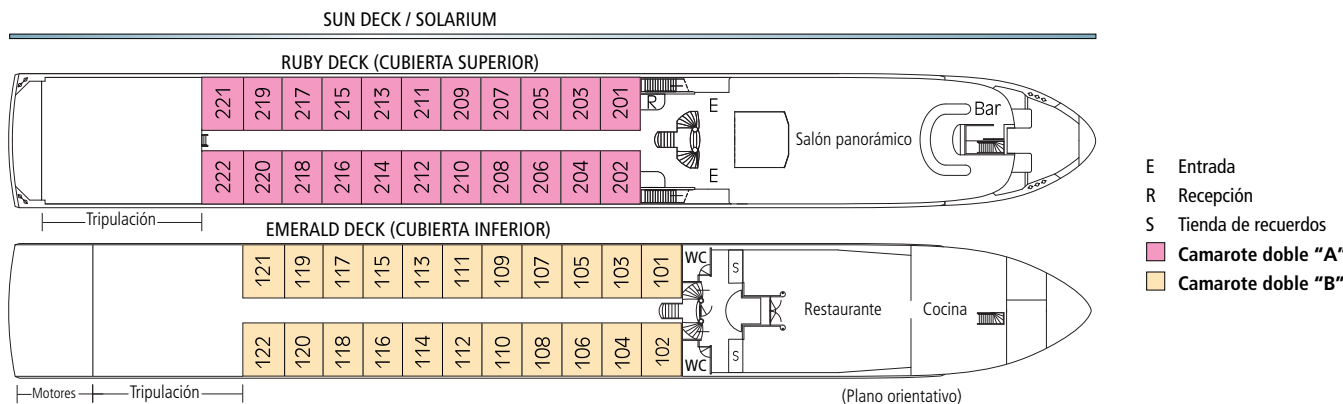 SUN DECK / SOLARIUM
RUBY DECK (CUBIERTA SUPERIOR)
221 219 217 215 213 211 209 207 205 203 201
R E
Bar
Salón panorámico
E
222 220 218 216 214 212 210 208 206 204 202
Tripulación
EMERALD DECK (CUBIERTA INFERIOR)
121 119 117 115 113 111 109 107 105 103 101
WC
S
Restaurante Cocina
122 120 118 116 114 112 110 108 106 104 102
S
WC
Motores Tripulación
(Plano orientativo)
E Entrada
R Recepción
S Tienda de recuerdos
Camarote doble “A”
Camarote doble “B”